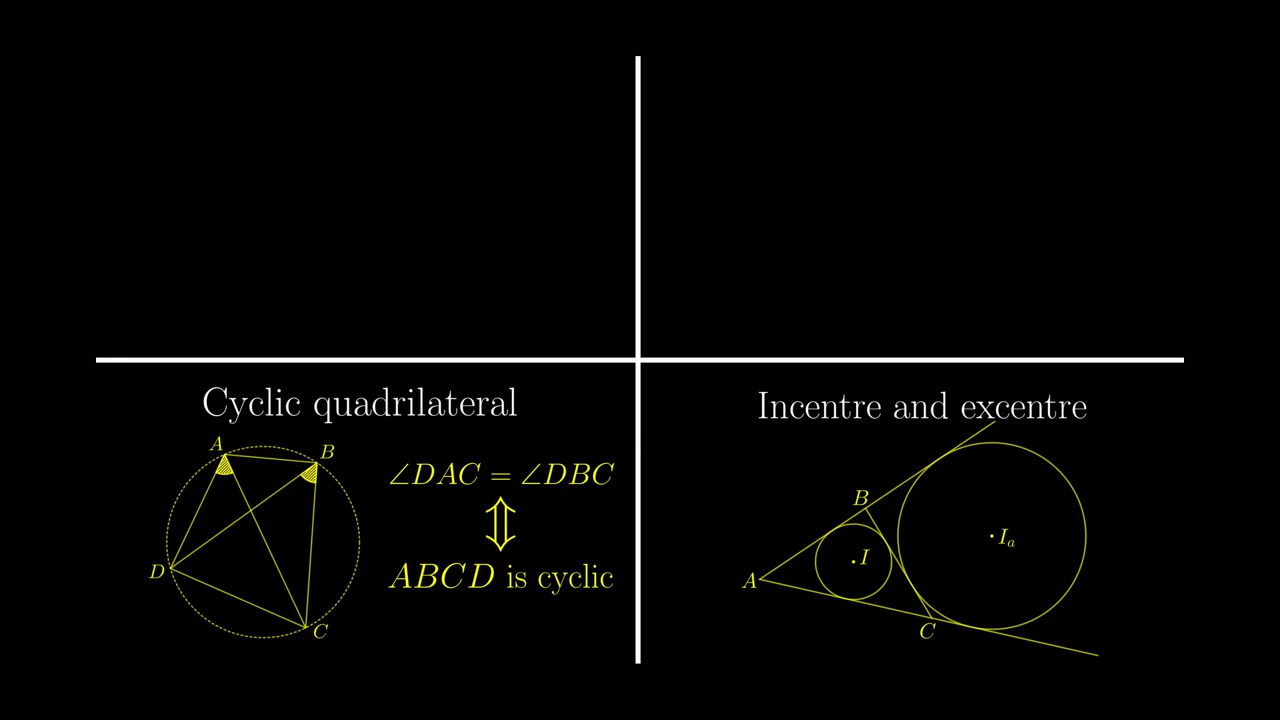 Cyclic quadrilateral
A
B
∠DAC = ∠DBC
⇕
ABCD is cyclic
D
C
Incentre and excentre
B
I_a
I
A
C